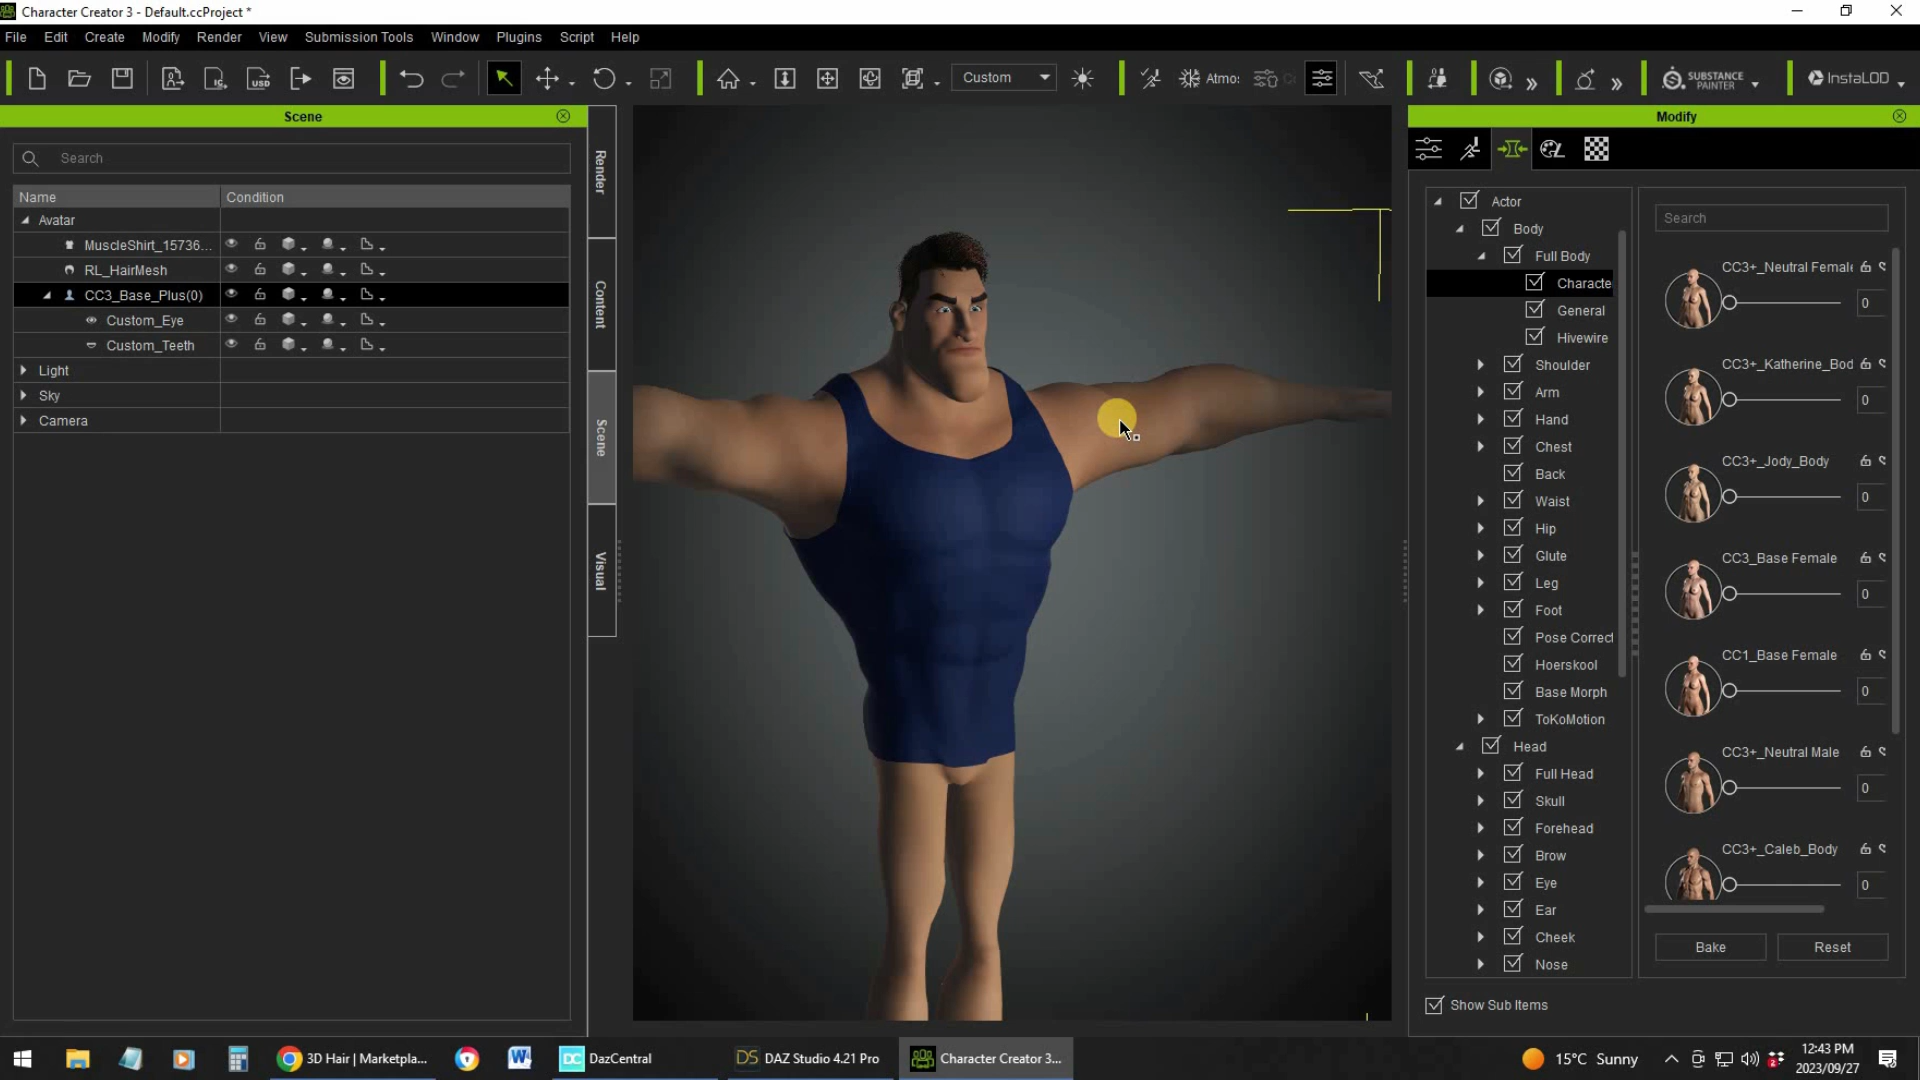 Character Creator 3 - Default.ccProject *
File Edit Create Modify Render View Submission Tools Window Plugins Script Help
Custom
Atmo:
SUBSTANCE PAINTER
InstaLOD
Scene
Search
Name Condition
Avatar
MuscleShirt_15736...
RL_HairMesh
CC3_Base_Plus(0)
Custom_Eye
Custom_Teeth
Light
Sky
Camera
Render
Content
Scene
Visual
Modify
Actor
Body
Full Body
Characte
General
Hivewire
Shoulder
Arm
Hand
Chest
Back
Waist
Hip
Glute
Leg
Foot
Pose Correct
Hoerskool
Base Morph
ToKoMotion
Head
Full Head
Skull
Forehead
Brow
Eye
Ear
Cheek
Nose
Show Sub Items
Search
CC3+_Neutral Female
0
CC3+_Katherine_Bod
0
CC3+_Jody_Body
0
CC3_Base Female
0
CC1_Base Female
0
CC3+_Neutral Male
0
CC3+_Caleb_Body
0
Bake Reset
3D Hair | Marketpla...
DC DazCentral
DS DAZ Studio 4.21 Pro
Character Creator 3...
15°C Sunny
12:43 PM
2023/09/27